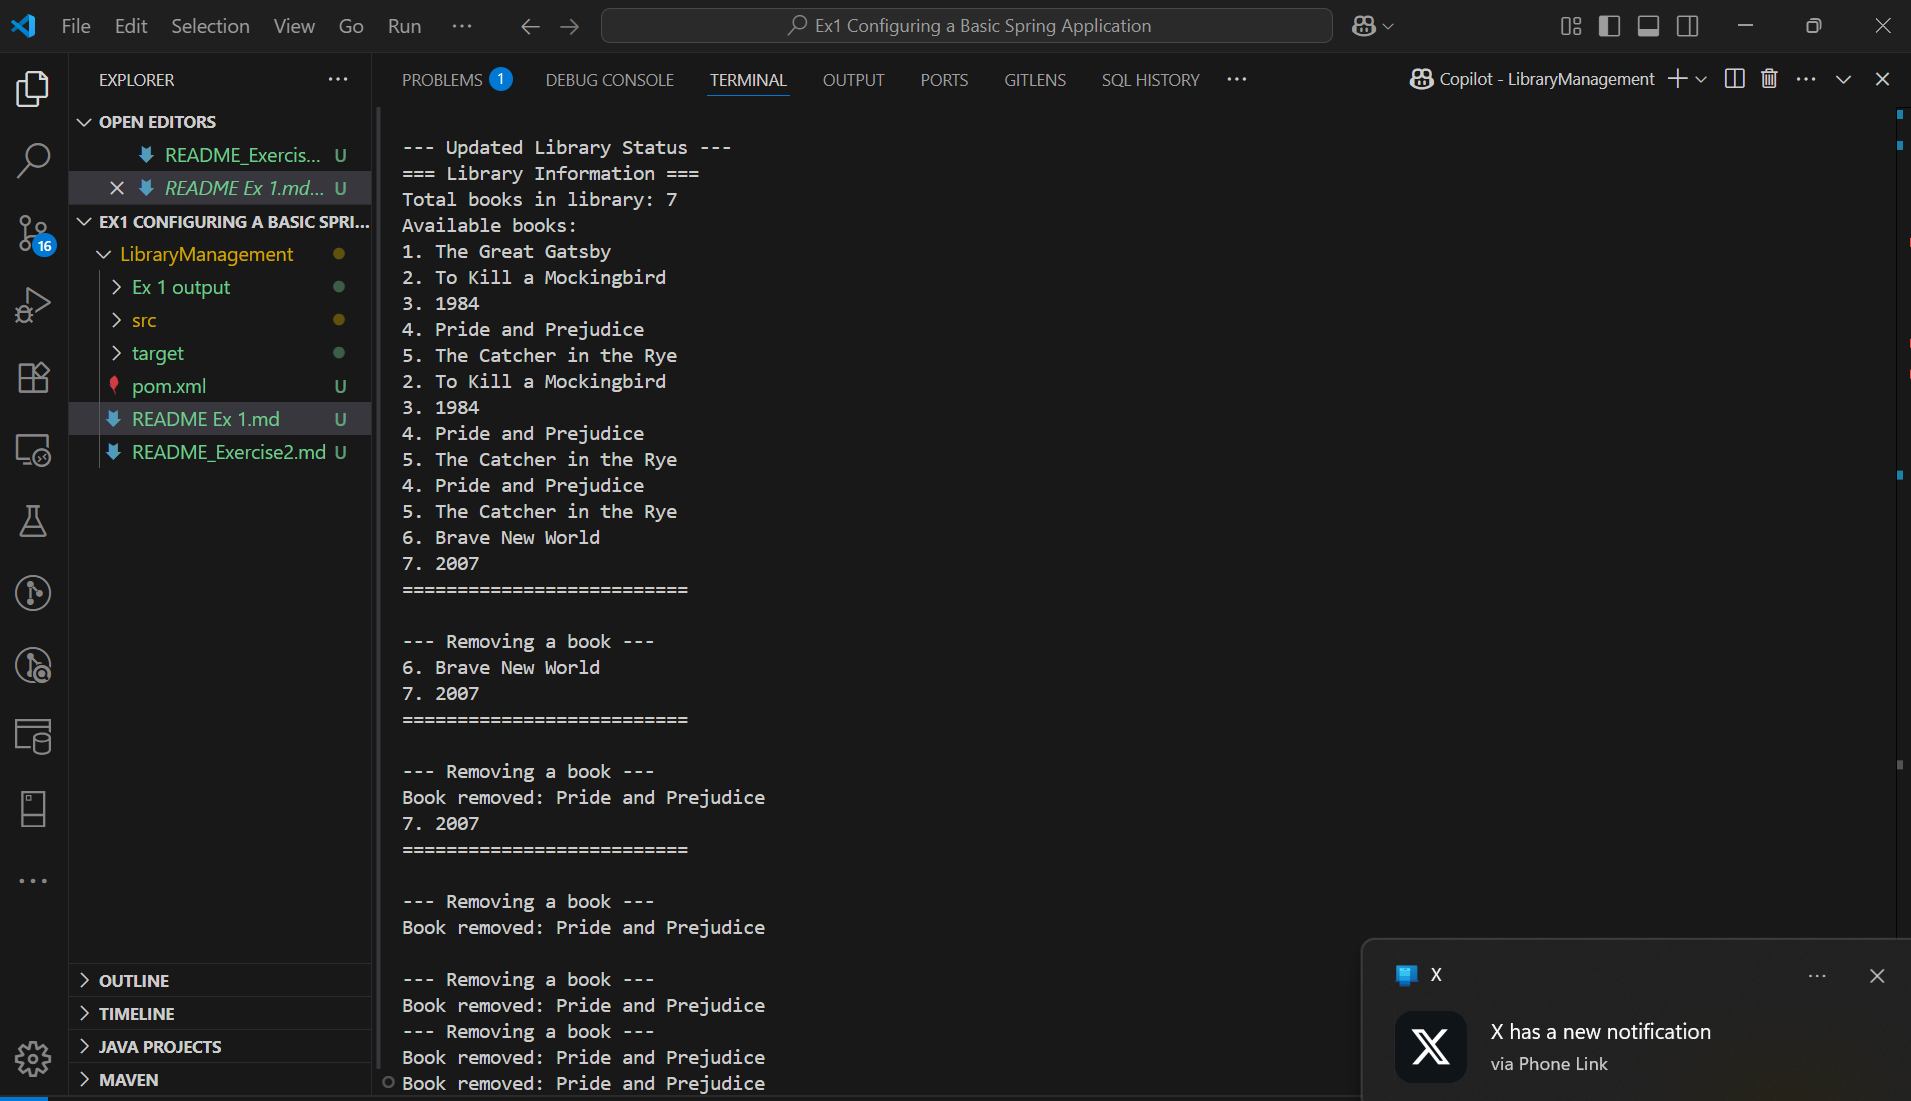 File Edit Selection View Go Run ···
Ex1 Configuring a Basic Spring Application
EXPLORER
OPEN EDITORS
README_Exercis... U
README Ex 1.md... U
EX1 CONFIGURING A BASIC SPRI...
LibraryManagement
Ex 1 output
src
target
pom.xml U
README Ex 1.md U
README_Exercise2.md U
16
OUTLINE
TIMELINE
JAVA PROJECTS
MAVEN
PROBLEMS 1 DEBUG CONSOLE TERMINAL OUTPUT PORTS GITLENS SQL HISTORY ···
Copilot - LibraryManagement
--- Updated Library Status ---
=== Library Information ===
Total books in library: 7
Available books:
1. The Great Gatsby
2. To Kill a Mockingbird
3. 1984
4. Pride and Prejudice
5. The Catcher in the Rye
2. To Kill a Mockingbird
3. 1984
4. Pride and Prejudice
5. The Catcher in the Rye
4. Pride and Prejudice
5. The Catcher in the Rye
6. Brave New World
7. 2007
==========================
--- Removing a book ---
6. Brave New World
7. 2007
==========================
--- Removing a book ---
Book removed: Pride and Prejudice
7. 2007
==========================
--- Removing a book ---
Book removed: Pride and Prejudice
--- Removing a book ---
Book removed: Pride and Prejudice
--- Removing a book ---
Book removed: Pride and Prejudice
Book removed: Pride and Prejudice
X
X has a new notification
via Phone Link